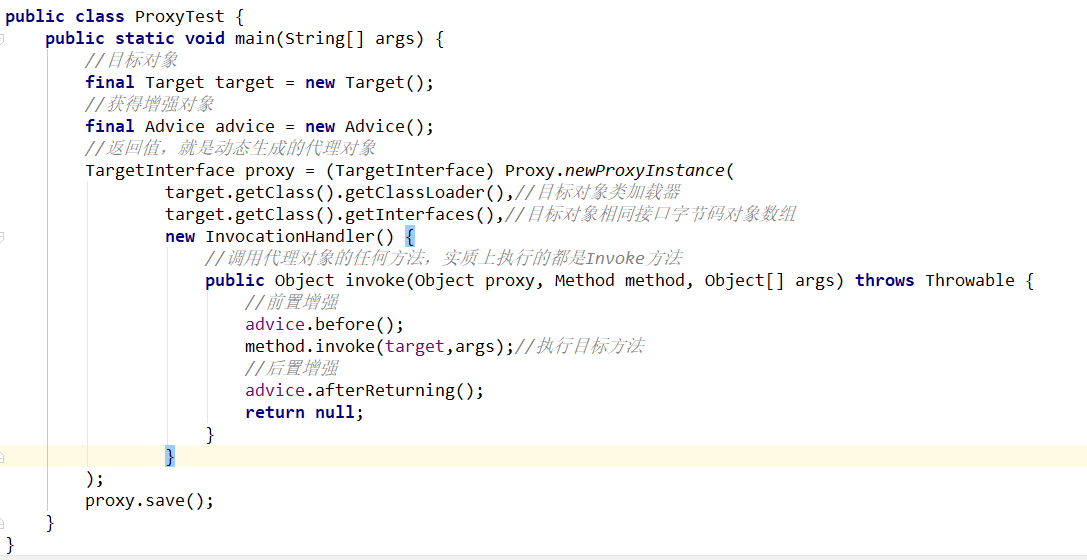 public class ProxyTest {
    public static void main(String[] args) {
        //目标对象
        final Target target = new Target();
        //获得增强对象
        final Advice advice = new Advice();
        //返回值，就是动态生成的代理对象
        TargetInterface proxy = (TargetInterface) Proxy.newProxyInstance(
                target.getClass().getClassLoader(),//目标对象类加载器
                target.getClass().getInterfaces(),//目标对象相同接口字节码对象数组
                new InvocationHandler() {
                    //调用代理对象的任何方法，实质上执行的都是Invoke方法
                    public Object invoke(Object proxy, Method method, Object[] args) throws Throwable {
                        //前置增强
                        advice.before();
                        method.invoke(target,args);//执行目标方法
                        //后置增强
                        advice.afterReturning();
                        return null;
                    }
                }
        );
        proxy.save();
    }
}